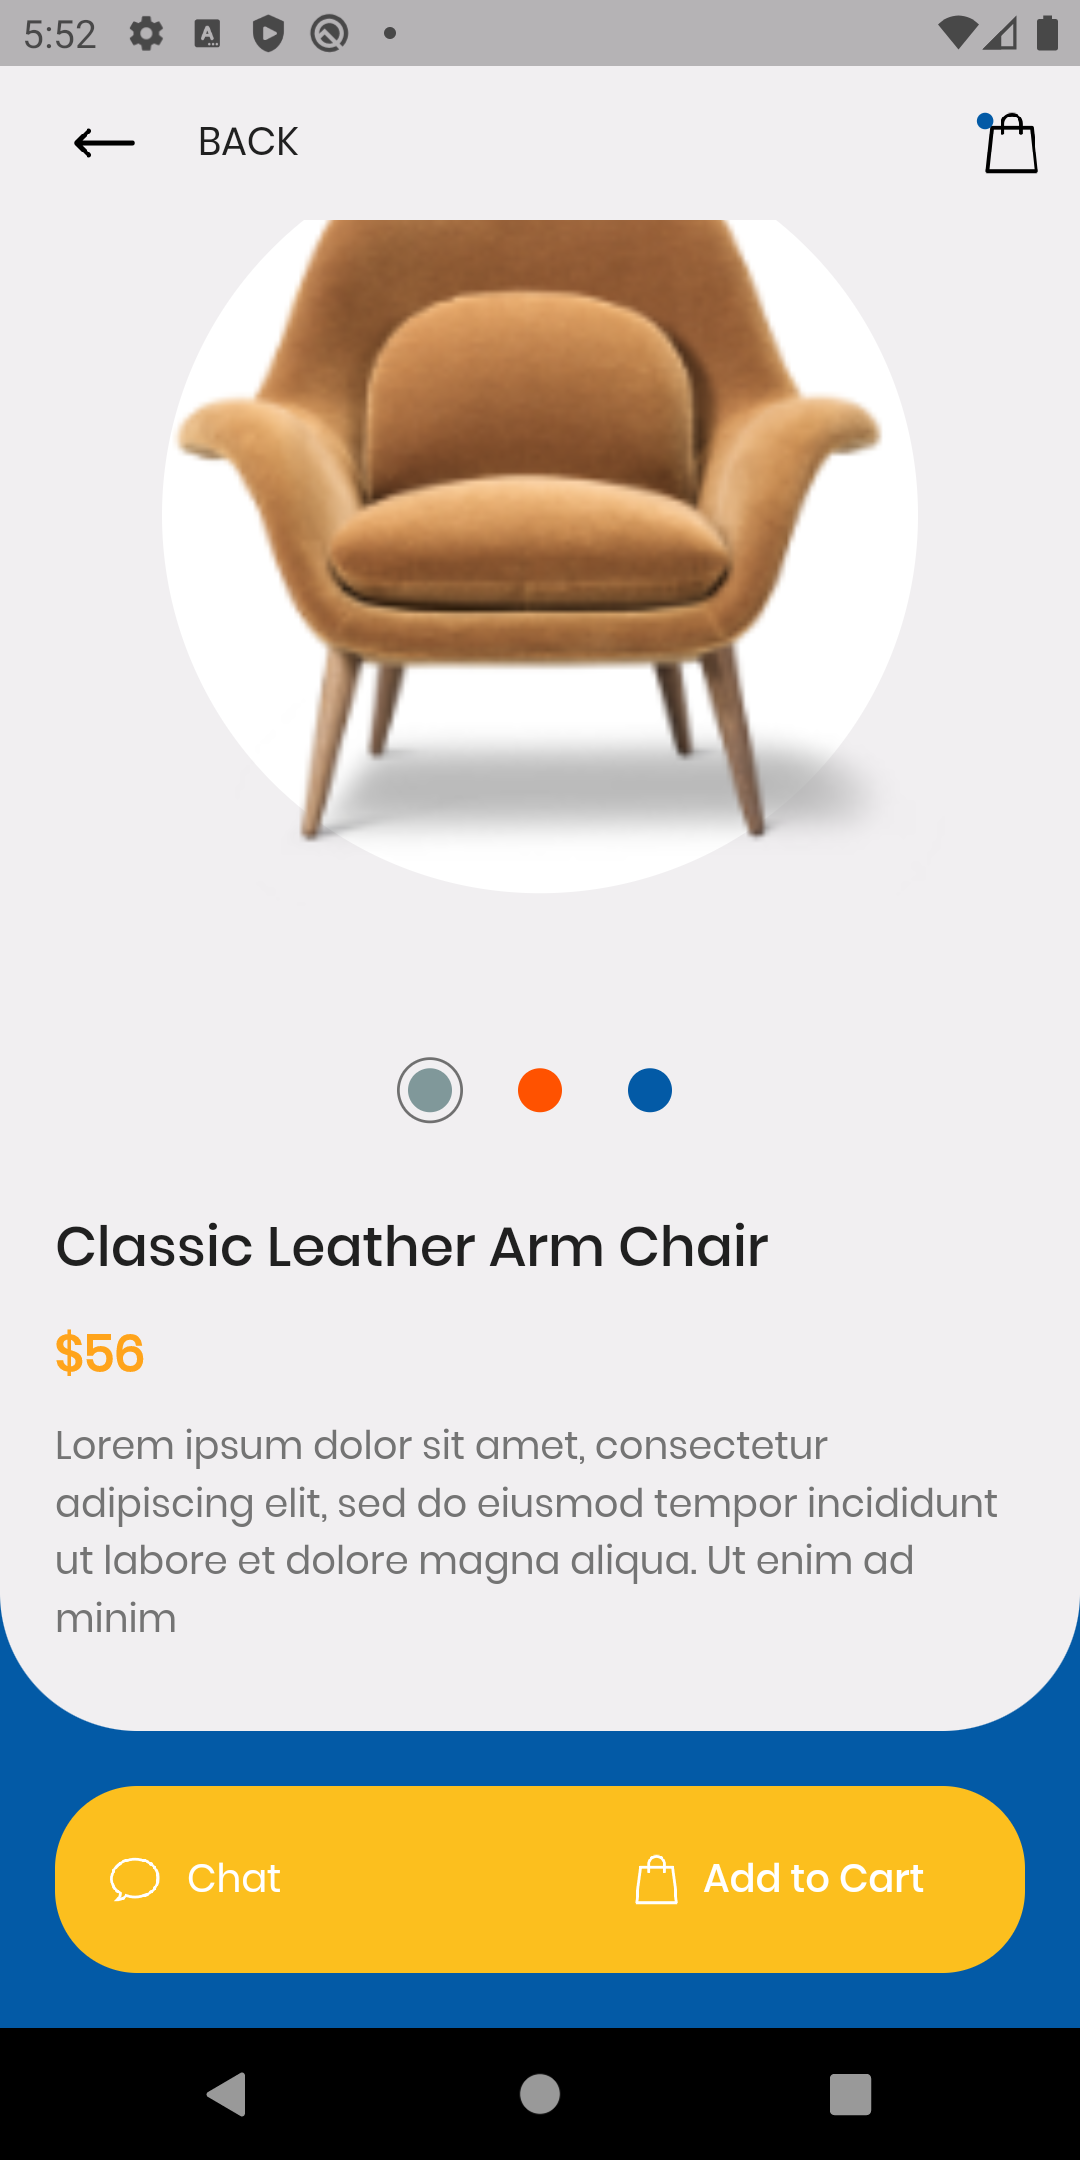 5:52
BACK
Classic Leather Arm Chair
$56
Lorem ipsum dolor sit amet, consectetur
adipiscing elit, sed do eiusmod tempor incididunt
ut labore et dolore magna aliqua. Ut enim ad
minim
Chat
Add to Cart